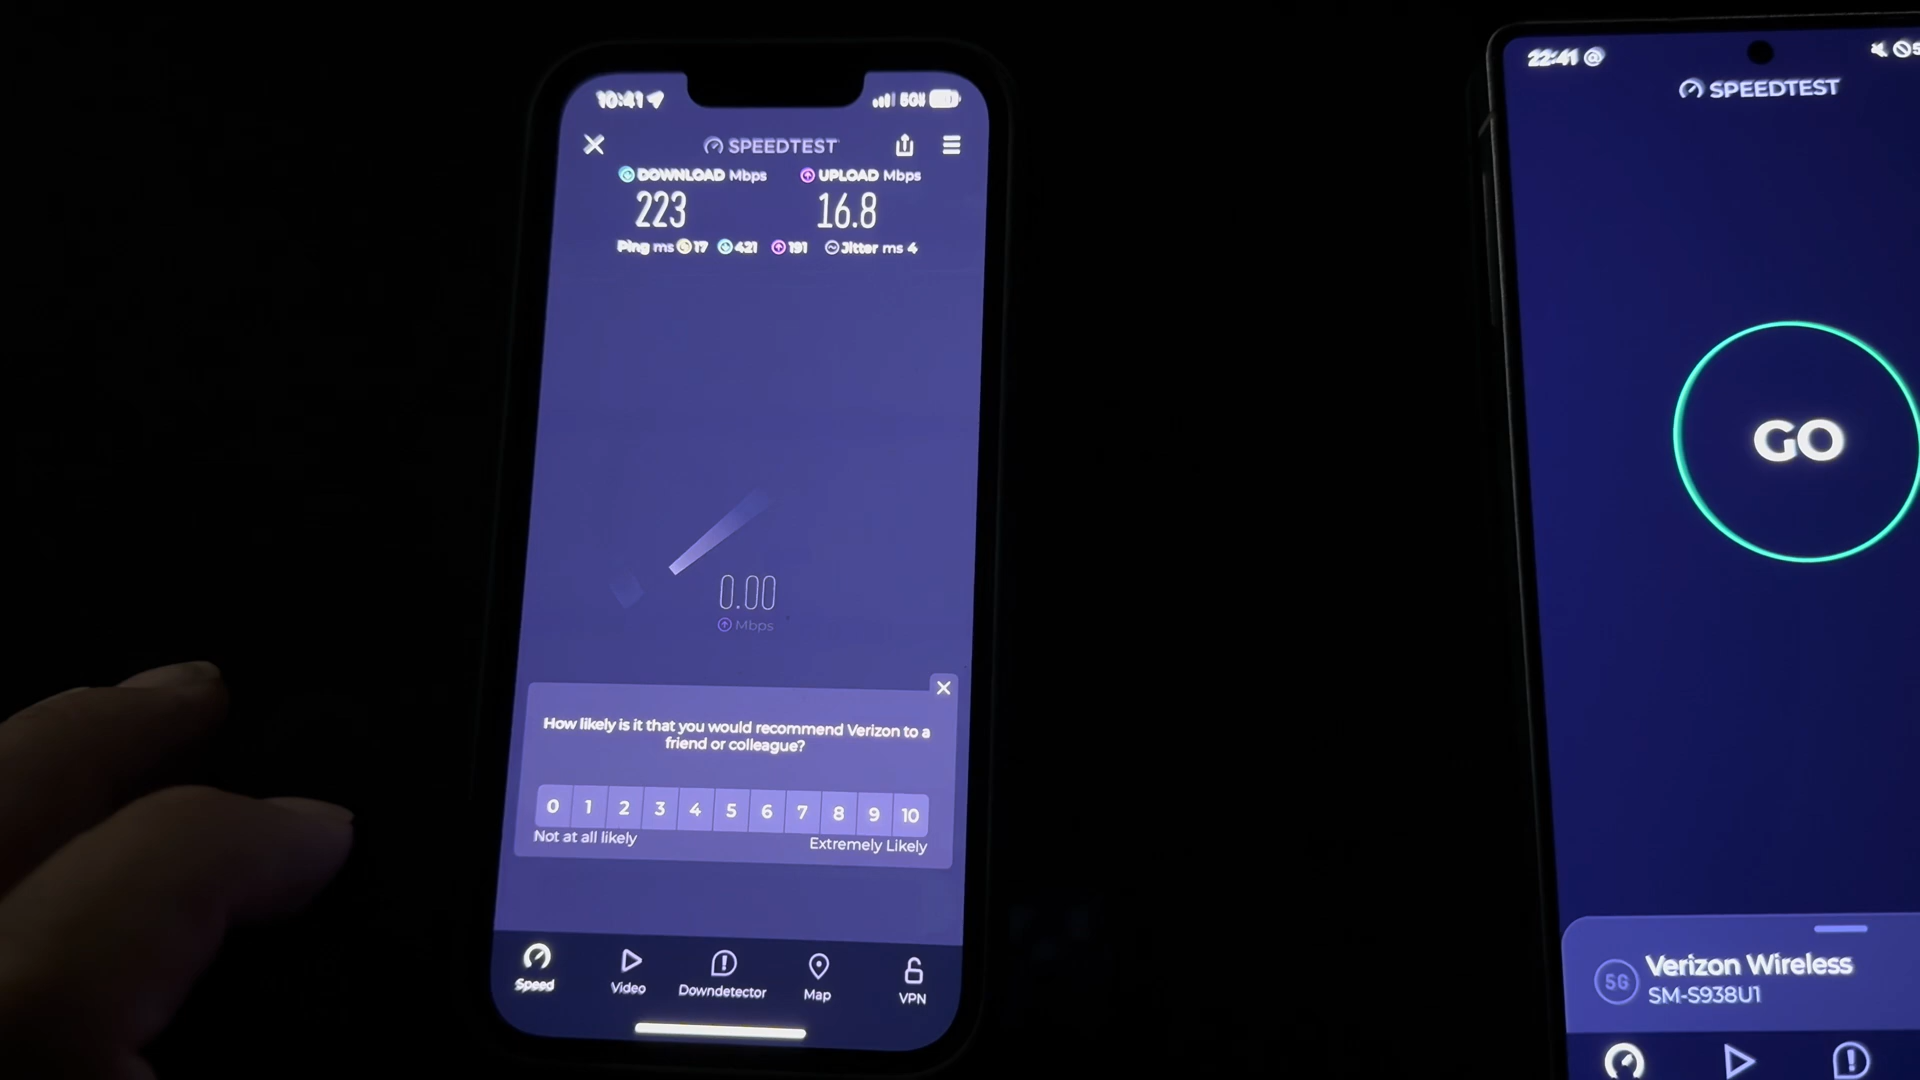 10:41
5G
SPEEDTEST
DOWNLOAD Mbps
UPLOAD Mbps
223
16.8
Ping ms 17 421 191 Jitter ms 4
0.00
Mbps
How likely is it that you would recommend Verizon to a
friend or colleague?
0 1 2 3 4 5 6 7 8 9 10
Not at all likely
Extremely Likely
Speed
Video
Downdetector
Map
VPN
22:41
SPEEDTEST
GO
5G
Verizon Wireless
SM-S938U1